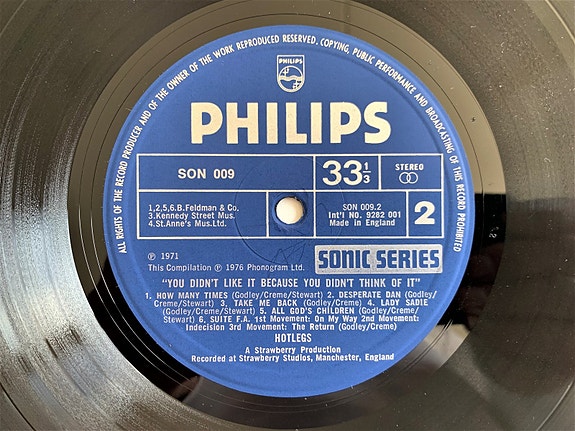 ALL RIGHTS OF THE RECORD PRODUCER AND OF THE OWNER OF THE WORK REPRODUCED RESERVED. COPYING, PUBLIC PERFORMANCE AND BROADCASTING OF THIS RECORD PROHIBITED
PHILIPS
PHILIPS
SON 009
33 1/3
STEREO
1,2,5,6.B.Feldman & Co.
3.Kennedy Street Mus.
4.St.Anne's Mus.Ltd.
SON 009.2
Int'l NO. 9282 001
Made in England
2
Ⓟ 1971
This Compilation Ⓟ 1976 Phonogram Ltd.
SONIC SERIES
"YOU DIDN'T LIKE IT BECAUSE YOU DIDN'T THINK OF IT"
1. HOW MANY TIMES (Godley/Creme/Stewart) 2. DESPERATE DAN (Godley/
Creme/Stewart) 3, TAKE ME BACK (Godley/Creme) 4. LADY SADIE
(Godley/Creme/Stewart) 5. ALL GOD'S CHILDREN (Godley/Creme/
Stewart) 6, SUITE F.A. 1st Movement: On My Way 2nd Movement:
Indecision 3rd Movement: The Return (Godley/Creme)
HOTLEGS
A Strawberry Production
Recorded at Strawberry Studios, Manchester, England